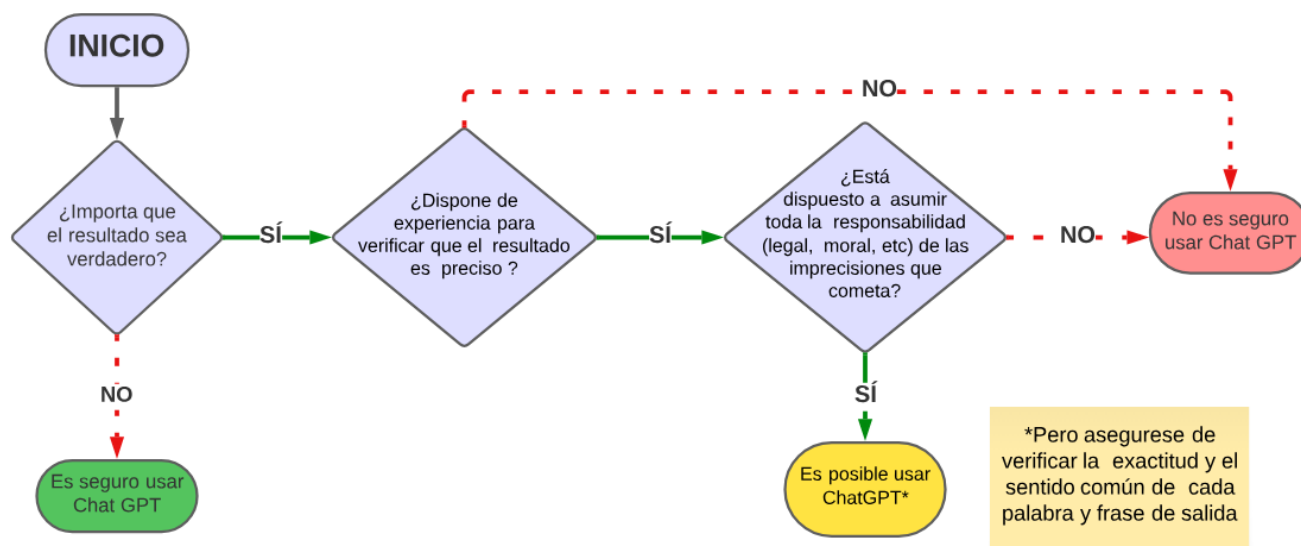 INICIO
¿Importa que
el resultado sea
verdadero?
SÍ
¿Dispone de
experiencia para
verificar que el resultado
es preciso ?
NO
SÍ
¿Está
dispuesto a asumir
toda la responsabilidad
(legal, moral, etc) de las
imprecisiones que
cometa?
NO
No es seguro
usar Chat GPT
NO
Es seguro usar
Chat GPT
SÍ
Es posible usar
ChatGPT*
*Pero asegurese de
verificar la exactitud y el
sentido común de cada
palabra y frase de salida